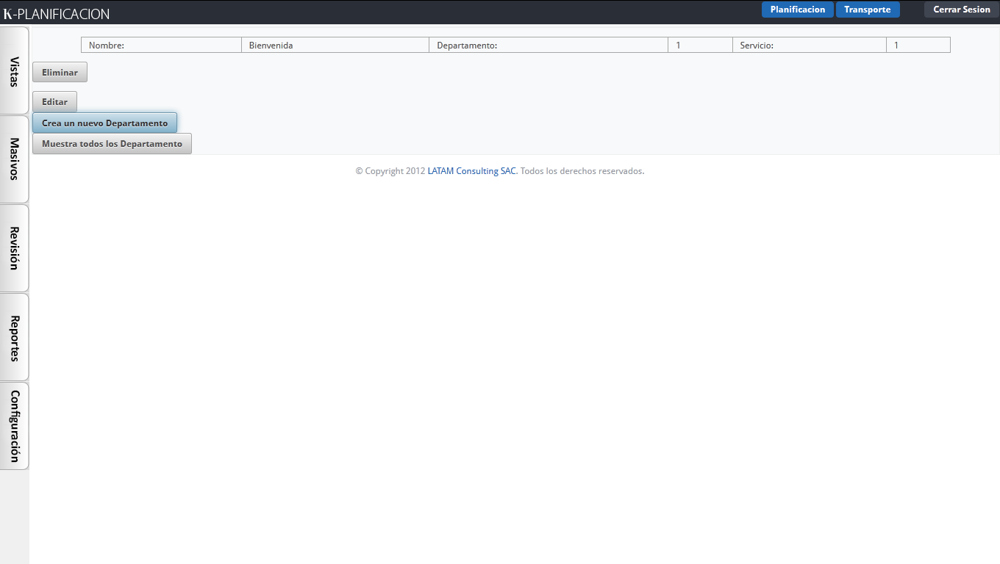 K-PLANIFICACION
Planificacion
Transporte
Cerrar Sesion
Vistas
Masivos
Revisión
Reportes
Configuración
Nombre: Bienvenida Departamento: 1 Servicio: 1
Eliminar
Editar
Crea un nuevo Departamento
Muestra todos los Departamento
© Copyright 2012 LATAM Consulting SAC. Todos los derechos reservados.